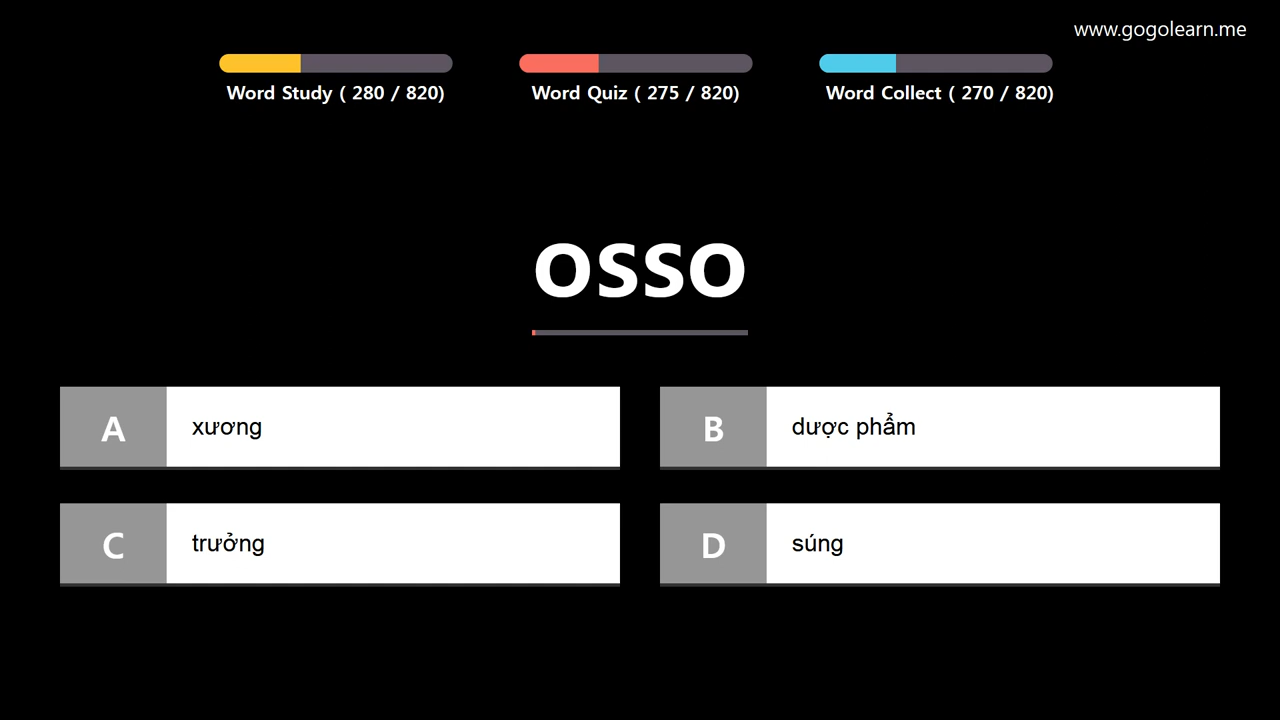 www.gogolearn.me
Word Study ( 280 / 820)
Word Quiz ( 275 / 820)
Word Collect ( 270 / 820)
OSSO
A
xương
B
dược phẩm
C
trưởng
D
súng